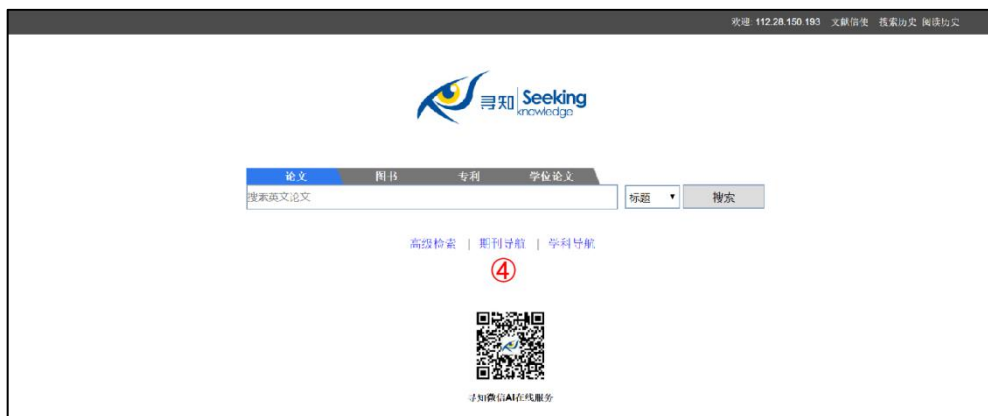 欢迎: 112.28.150.193 文献信使 搜索历史 阅读历史
寻知 Seeking
knowledge
论文 图书 专利 学位论文
搜索英文论文 标题 搜索
高级检索 | 期刊导航 | 学科导航
④
寻知微信AI在线服务